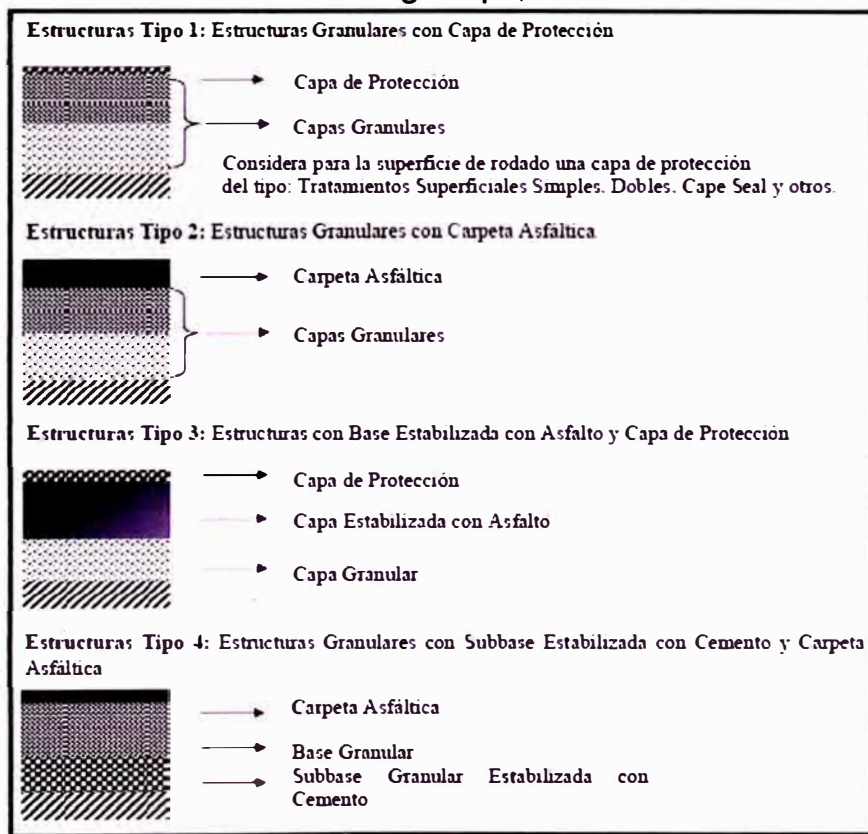 Estructuras Tipo 1: Estructuras Granulares con Capa de Protección
Capa de Protección
Capas Granulares
Considera para la superficie de rodado una capa de protección
del tipo: Tratamientos Superficiales Simples. Dobles. Cape Seal y otros.
Estructuras Tipo 2: Estructuras Granulares con Carpeta Asfáltica
Carpeta Asfáltica
Capas Granulares
Estructuras Tipo 3: Estructuras con Base Estabilizada con Asfalto y Capa de Protección
Capa de Protección
Capa Estabilizada con Asfalto
Capa Granular
Estructuras Tipo 4: Estructuras Granulares con Subbase Estabilizada con Cemento y Carpeta
Asfáltica
Carpeta Asfáltica
Base Granular
Subbase Granular Estabilizada con
Cemento